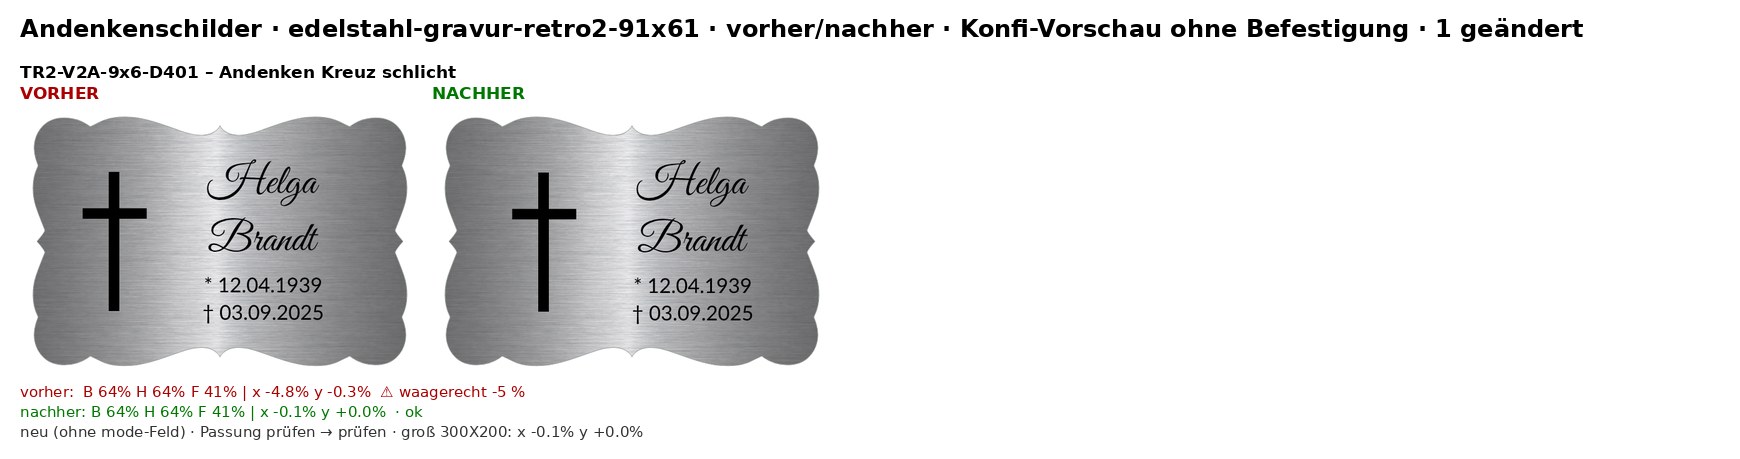 Andenkenschilder · edelstahl-gravur-retro2-91x61 · vorher/nachher · Konfi-Vorschau ohne Befestigung · 1 geändert
TR2-V2A-9x6-D401 – Andenken Kreuz schlicht
VORHER
Helga
Brandt
* 12.04.1939
† 03.09.2025
NACHHER
Helga
Brandt
* 12.04.1939
† 03.09.2025
vorher:  B 64% H 64% F 41% | x -4.8% y -0.3%  ⚠ waagerecht -5 %
nachher: B 64% H 64% F 41% | x -0.1% y +0.0%  · ok
neu (ohne mode-Feld) · Passung prüfen → prüfen · groß 300X200: x -0.1% y +0.0%